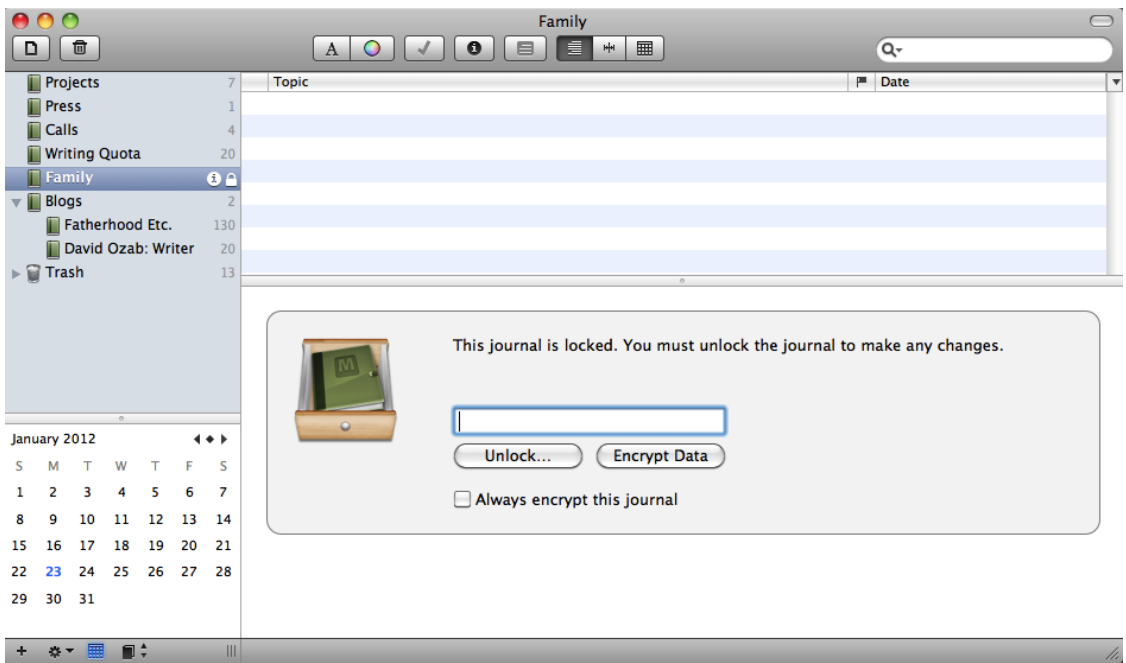 Family
A
Q
Projects 7
Press 1
Calls 4
Writing Quota 20
Family
Blogs 2
Fatherhood Etc. 130
David Ozab: Writer 20
Trash 13
Topic Date
This journal is locked. You must unlock the journal to make any changes.
M
Unlock... Encrypt Data
Always encrypt this journal
January 2012
S M T W T F S
1 2 3 4 5 6 7
8 9 10 11 12 13 14
15 16 17 18 19 20 21
22 23 24 25 26 27 28
29 30 31